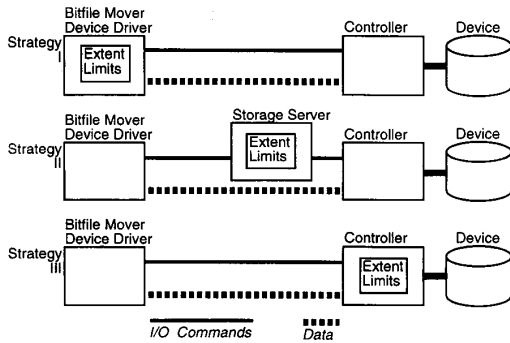 Bitfile Mover
Device Driver
Controller
Device
Strategy
I
Extent
Limits
Bitfile Mover
Device Driver
Storage Server
Controller
Device
Strategy
II
Extent
Limits
Bitfile Mover
Device Driver
Controller
Device
Strategy
III
Extent
Limits
I/O Commands
Data